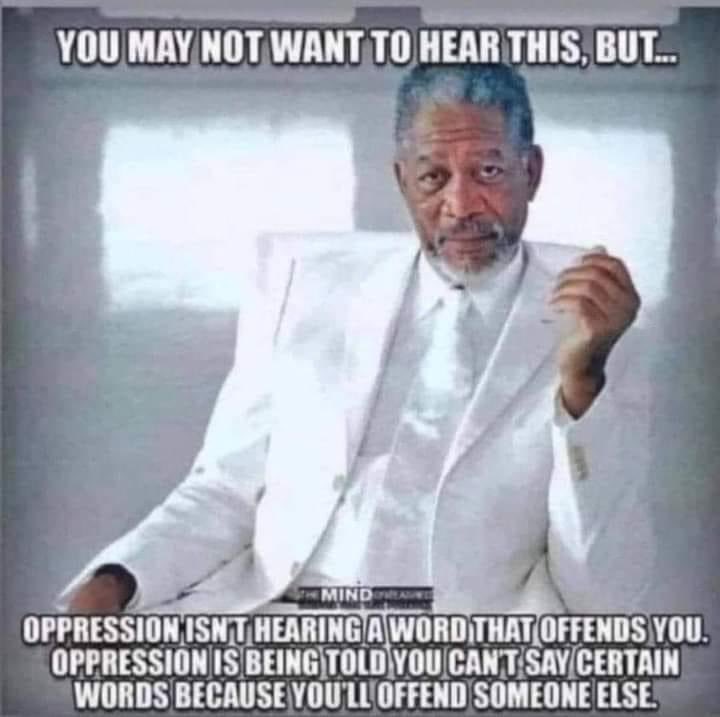 YOU MAY NOT WANT TO HEAR THIS, BUT...
THE MIND
OPPRESSION ISN'T HEARING A WORD THAT OFFENDS YOU.
OPPRESSION IS BEING TOLD YOU CAN'T SAY CERTAIN
WORDS BECAUSE YOU'LL OFFEND SOMEONE ELSE.